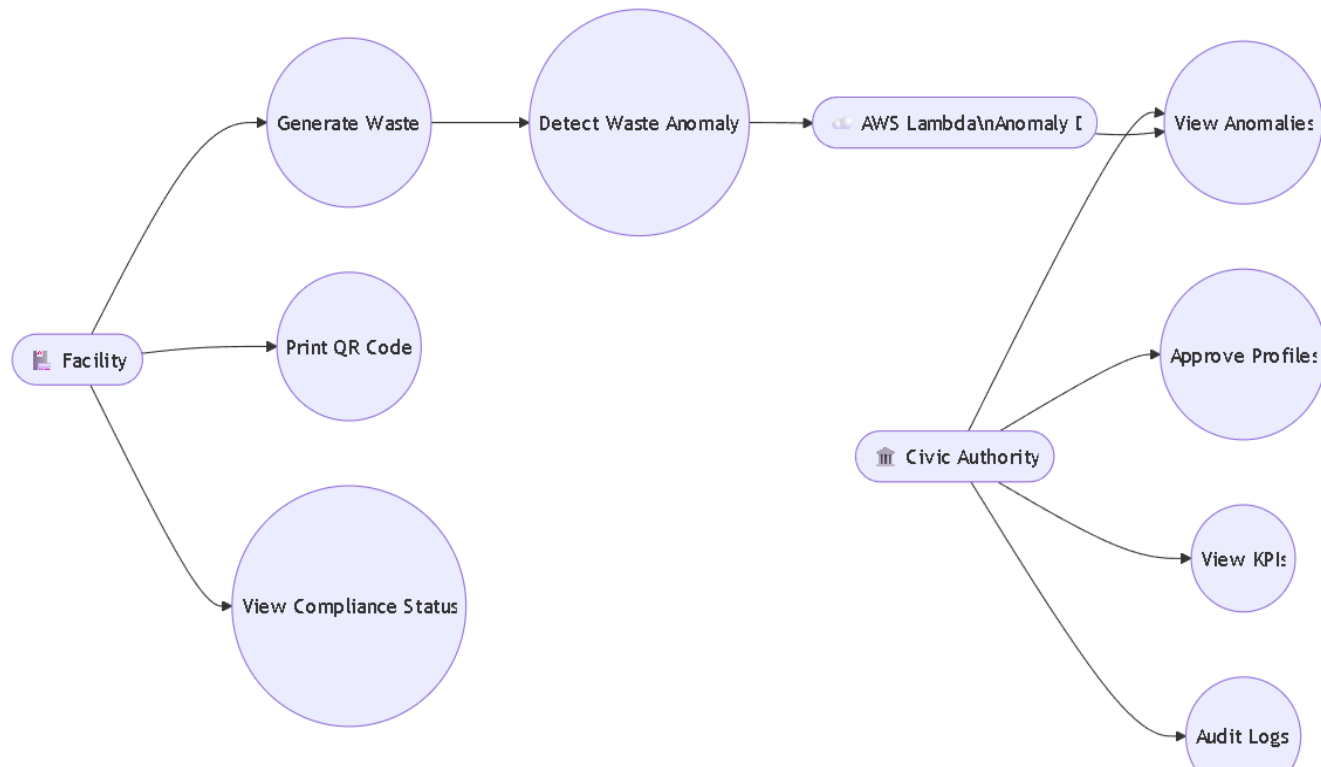 Generate Waste
Detect Waste Anomaly
AWS Lambda\nAnomaly D
View Anomalies
Facility
Print QR Code
Approve Profiles
Civic Authority
View Compliance Status
View KPIs
Audit Logs